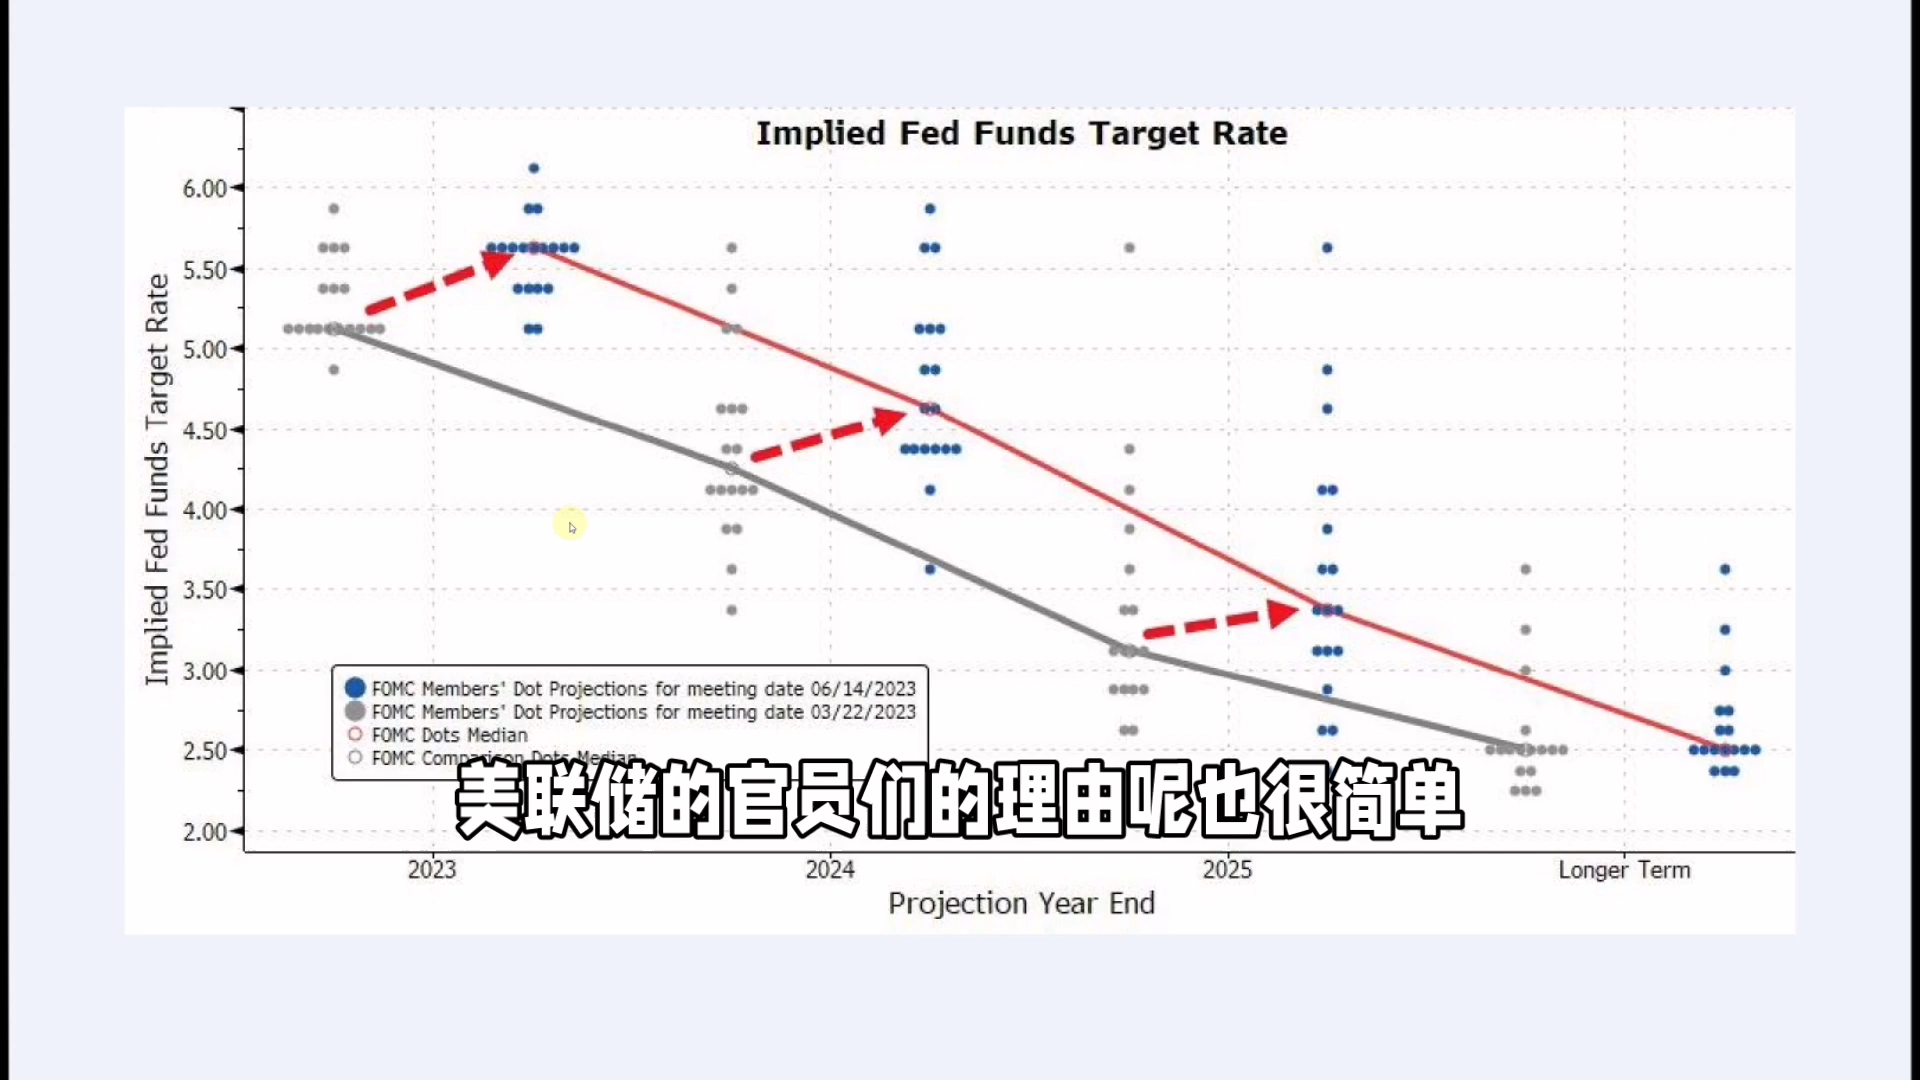 Implied Fed Funds Target Rate
Implied Fed Funds Target Rate
6.00
5.50
5.00
4.50
4.00
3.50
3.00
2.50
2.00
FOMC Members' Dot Projections for meeting date 06/14/2023
FOMC Members' Dot Projections for meeting date 03/22/2023
FOMC Dots Median
FOMC Comparison Dots Median
美联储的官员们的理由呢也很简单
2023 2024 2025 Longer Term
Projection Year End